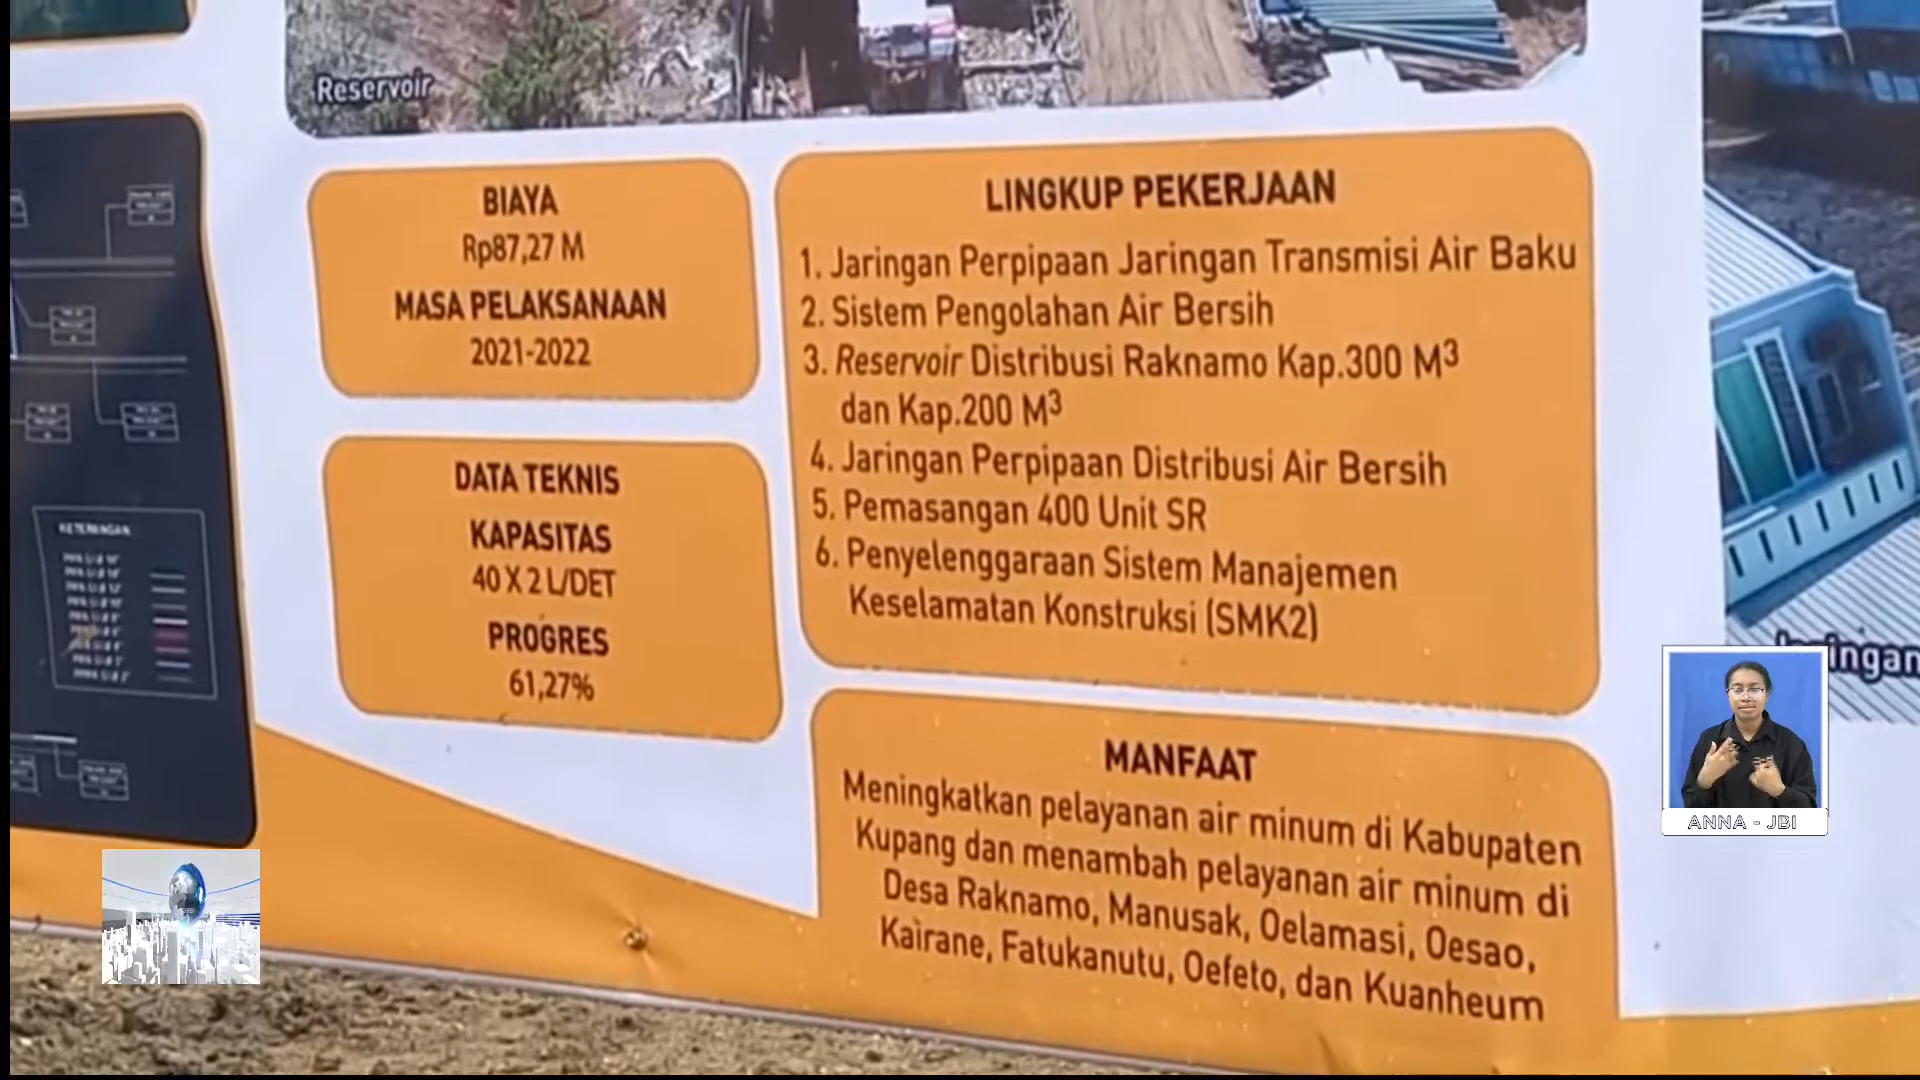 Reservoir
BIAYA
Rp87,27 M
MASA PELAKSANAAN
2021-2022
DATA TEKNIS
KAPASITAS
40 X 2 L/DET
PROGRES
61,27%
LINGKUP PEKERJAAN
1. Jaringan Perpipaan Jaringan Transmisi Air Baku
2. Sistem Pengolahan Air Bersih
3. Reservoir Distribusi Raknamo Kap.300 M³
dan Kap.200 M³
4. Jaringan Perpipaan Distribusi Air Bersih
5. Pemasangan 400 Unit SR
6. Penyelenggaraan Sistem Manajemen
Keselamatan Konstruksi (SMK2)
MANFAAT
Meningkatkan pelayanan air minum di Kabupaten
Kupang dan menambah pelayanan air minum di
Desa Raknamo, Manusak, Oelamasi, Oesao,
Kairane, Fatukanutu, Oefeto, dan Kuanheum
KETERANGAN
Jaringan
ANNA - JBI